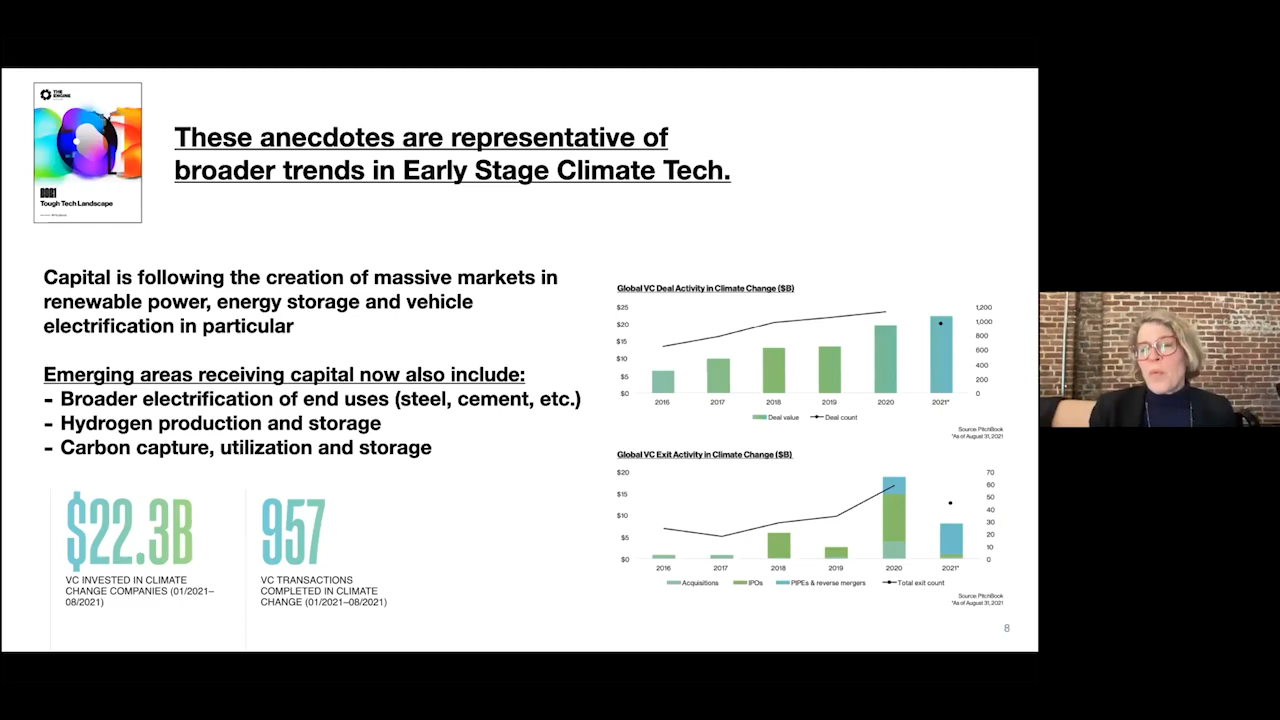 THE
ENGINE
2021
Tough Tech Landscape
These anecdotes are representative of
broader trends in Early Stage Climate Tech.
Capital is following the creation of massive markets in
renewable power, energy storage and vehicle
electrification in particular
Emerging areas receiving capital now also include:
- Broader electrification of end uses (steel, cement, etc.)
- Hydrogen production and storage
- Carbon capture, utilization and storage
$22.3B
VC INVESTED IN CLIMATE
CHANGE COMPANIES (01/2021–
08/2021)
957
VC TRANSACTIONS
COMPLETED IN CLIMATE
CHANGE (01/2021–08/2021)
Global VC Deal Activity in Climate Change ($B)
$25 1,200
$20 1,000
$15 800
$10 600
400
$5 200
$0 0
2016 2017 2018 2019 2020 2021*
Deal value Deal count
Source: PitchBook
*As of August 31, 2021
Global VC Exit Activity in Climate Change ($B)
$20 70
60
$15 50
$10 40
30
$5 20
10
$0 0
2016 2017 2018 2019 2020 2021*
Acquisitions IPOs PIPEs & reverse mergers Total exit count
Source: PitchBook
*As of August 31, 2021
8